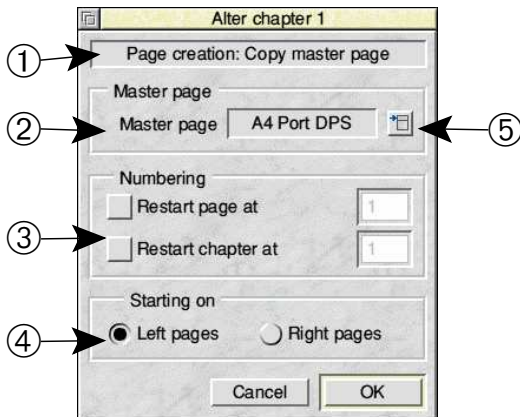 Alter chapter 1
① Page creation: Copy master page
Master page
② Master page A4 Port DPS ⑤
Numbering
Restart page at 1
③
Restart chapter at 1
Starting on
④ Left pages Right pages
Cancel OK